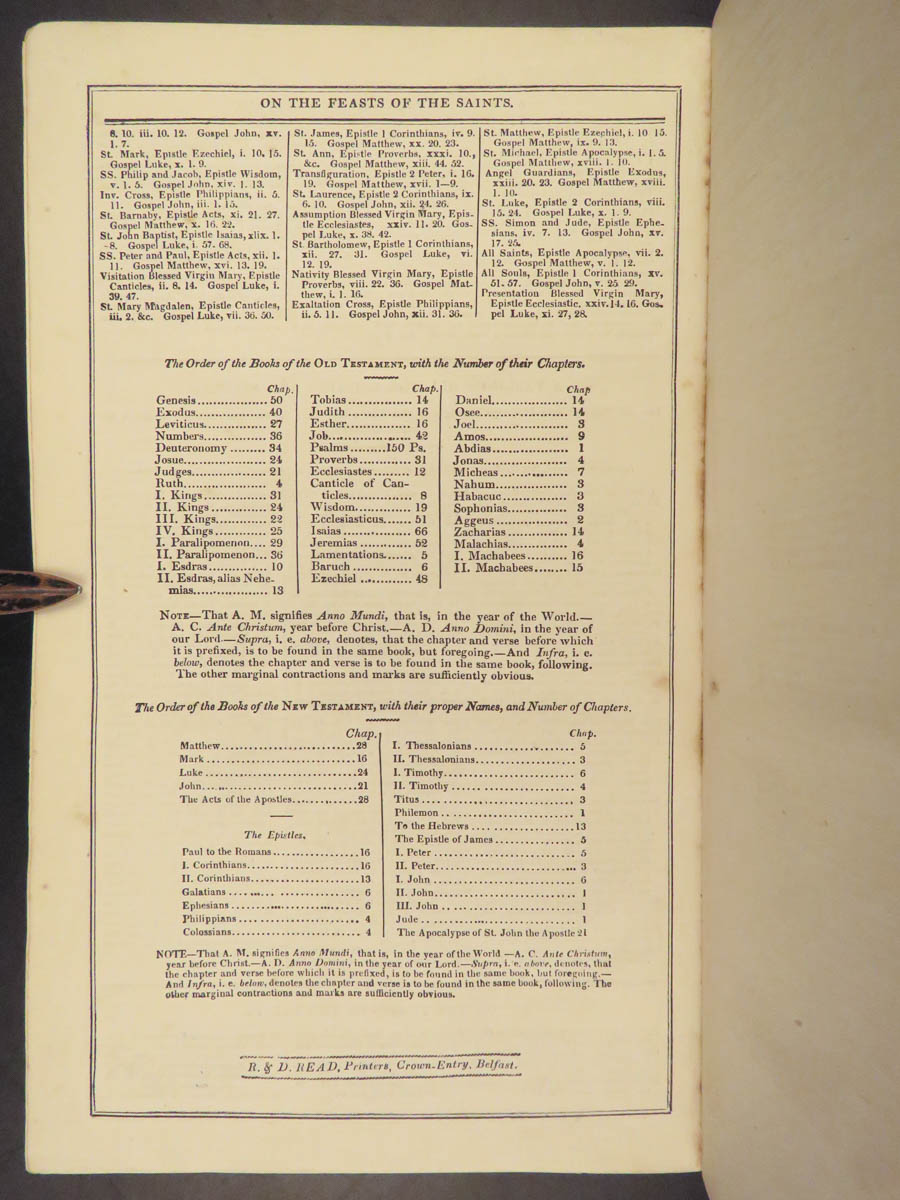 ON THE FEASTS OF THE SAINTS.
8. 10. iii. 10. 12. Gospel John, xv.
1. 7.
St. Mark, Epistle Ezechiel, i. 10. 15.
Gospel Luke, x. 1. 9.
SS. Philip and Jacob, Epistle Wisdom,
v. 1. 5. Gospel John, xiv. 1. 13.
Inv. Cross, Epistle Philippians, ii. 5.
11. Gospel John, iii. 1. 15.
St. Barnaby, Epistle Acts, xi. 21. 27.
Gospel Matthew, x. 16. 22.
St. John Baptist, Epistle Isaias, xlix. 1.
-8. Gospel Luke, i. 57. 68.
SS. Peter and Paul, Epistle Acts, xii. 1.
11. Gospel Matthew, xvi. 13. 19.
Visitation Blessed Virgin Mary, Epistle
Canticles, ii. 8. 14. Gospel Luke, i.
39. 47.
St. Mary Magdalen, Epistle Canticles,
iii. 2. &c. Gospel Luke, vii. 36. 50.
St. James, Epistle 1 Corinthians, iv. 9.
15. Gospel Matthew, xx. 20. 23.
St. Ann, Epistle Proverbs, xxxi. 10.,
&c. Gospel Matthew, xiii. 44. 52.
Transfiguration, Epistle 2 Peter, i. 16.
19. Gospel Matthew, xvii. 1—9.
St. Laurence, Epistle 2 Corinthians, ix.
6. 10. Gospel John, xii. 24. 26.
Assumption Blessed Virgin Mary, Epis-
tle Ecclesiastes, xxiv. 11. 20. Gos-
pel Luke, x. 38. 42.
St. Bartholomew, Epistle 1 Corinthians,
xii. 27. 31. Gospel Luke, vi.
12. 19.
Nativity Blessed Virgin Mary, Epistle
Proverbs, viii. 22. 36. Gospel Mat-
thew, i. 1. 16.
Exaltation Cross, Epistle Philippians,
ii. 5. 11. Gospel John, xii. 31. 36.
St. Matthew, Epistle Ezechiel, i. 10 15.
Gospel Matthew, ix. 9. 13.
St. Michael, Epistle Apocalypse, i. 1. 5.
Gospel Matthew, xviii. 1. 10.
Angel Guardians, Epistle Exodus,
xxiii. 20. 23. Gospel Matthew, xviii.
1. 10.
St. Luke, Epistle 2 Corinthians, viii.
15. 24. Gospel Luke, x. 1. 9.
SS. Simon and Jude, Epistle Ephe-
sians, iv. 7. 13. Gospel John, xv.
17. 25.
All Saints, Epistle Apocalypse, vii. 2.
12. Gospel Matthew, v. 1. 12.
All Souls, Epistle 1 Corinthians, xv.
51. 57. Gospel John, v. 25 29.
Presentation Blessed Virgin Mary,
Epistle Ecclesiastic, xxiv. 14. 16. Gos-
pel Luke, xi. 27, 28.
The Order of the Books of the OLD TESTAMENT, with the Number of their Chapters.
Chap.
Genesis.................. 50
Exodus.................. 40
Leviticus................ 27
Numbers................ 36
Deuteronomy ......... 34
Josue..................... 24
Judges.................... 21
Ruth..................... 4
I. Kings................ 31
II. Kings.............. 24
III. Kings............. 22
IV. Kings............. 25
I. Paralipomenon.... 29
II. Paralipomenon... 36
I. Esdras............... 10
II. Esdras, alias Nehe-
mias.................... 13
Chap.
Tobias................ 14
Judith ................ 16
Esther................ 16
Job..................... 42
Psalms.........150 Ps.
Proverbs............. 31
Ecclesiastes......... 12
Canticle of Can-
ticles................ 8
Wisdom.............. 19
Ecclesiasticus....... 51
Isaias ................. 66
Jeremias ............. 52
Lamentations....... 5
Baruch ............... 6
Ezechiel ............. 48
Chap
Daniel................... 14
Osee...................... 14
Joel....................... 3
Amos..................... 9
Abdias................... 1
Jonas..................... 4
Micheas................. 7
Nahum.................. 3
Habacuc................ 3
Sophonias............... 3
Aggeus .................. 2
Zacharias ............... 14
Malachias............... 4
I. Machabees.......... 16
II. Machabees........ 15
NOTE—That A. M. signifies Anno Mundi, that is, in the year of the World.—
A. C. Ante Christum, year before Christ.—A. D. Anno Domini, in the year of
our Lord.—Supra, i. e. above, denotes, that the chapter and verse before which
it is prefixed, is to be found in the same book, but foregoing.—And Infra, i. e.
below, denotes the chapter and verse is to be found in the same book, following.
The other marginal contractions and marks are sufficiently obvious.
The Order of the Books of the NEW TESTAMENT, with their proper Names, and Number of Chapters.
Chap.
Matthew.............................28
Mark ................................16
Luke ................................24
John..................................21
The Acts of the Apostles..............28
The Epistles.
Paul to the Romans..................16
I. Corinthians........................16
II. Corinthians.......................13
Galatians ............................ 6
Ephesians ........................... 6
Philippians .......................... 4
Colossians........................... 4
Chap.
I. Thessalonians ..................... 5
II. Thessalonians..................... 3
I. Timothy............................ 6
II. Timothy .......................... 4
Titus ................................. 3
Philemon ............................ 1
To the Hebrews .....................13
The Epistle of James................. 5
I. Peter .............................. 5
II. Peter.............................. 3
I. John ............................... 6
II. John............................... 1
III. John ............................. 1
Jude .................................. 1
The Apocalypse of St. John the Apostle 21
NOTE—That A. M. signifies Anno Mundi, that is, in the year of the World —A. C. Ante Christum,
year before Christ.—A. D. Anno Domini, in the year of our Lord.—Supra, i. e. above, denotes, that
the chapter and verse before which it is prefixed, is to be found in the same book, but foregoing.—
And Infra, i. e. below, denotes the chapter and verse is to be found in the same book, following. The
other marginal contractions and marks are sufficiently obvious.
R. & D. READ, Printers, Crown-Entry, Belfast.